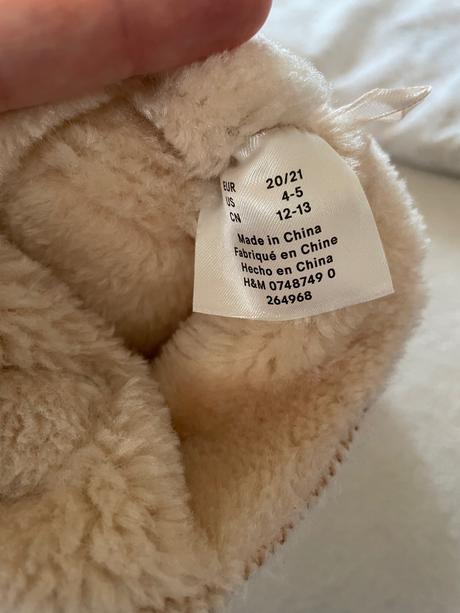 EUR 20/21
US 4-5
CN 12-13
Made in China
Fabriqué en Chine
Hecho en China
H&M 0748749 0
264968